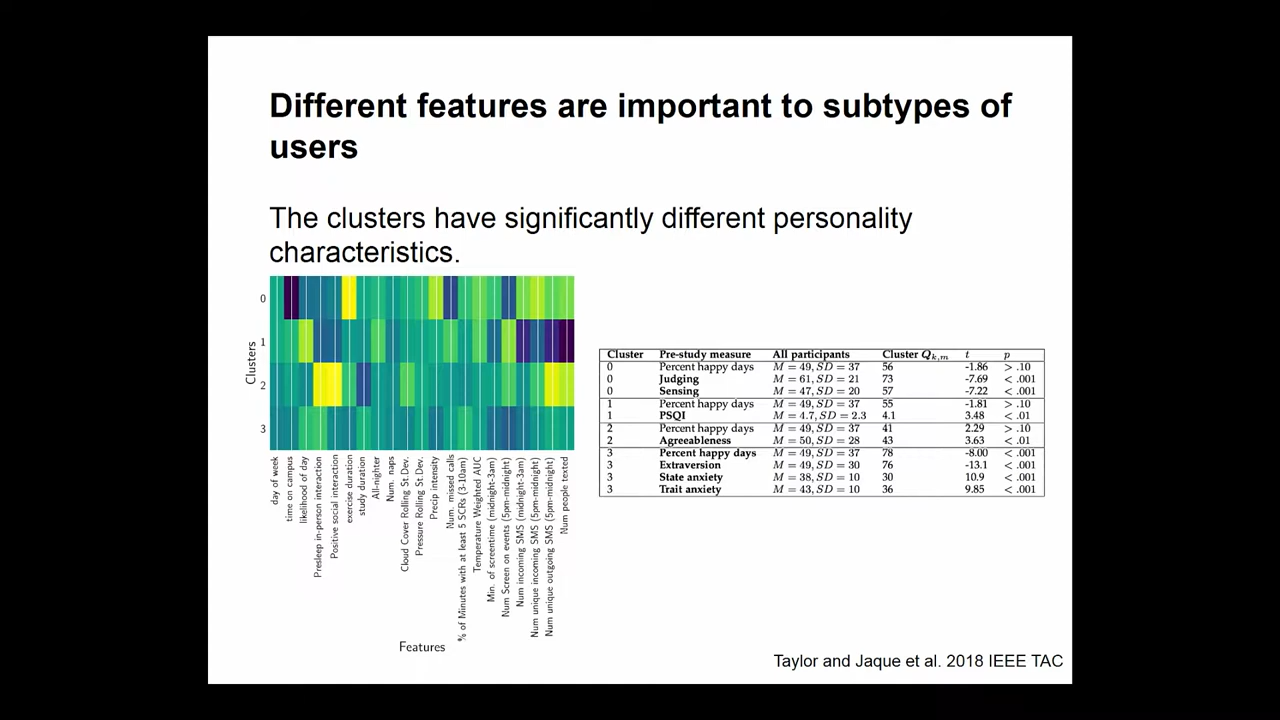 Different features are important to subtypes of
users
The clusters have significantly different personality
characteristics.
Clusters
0
1
2
3
day of week
time on campus
likelihood of day
Presleep in-person interaction
Positive social interaction
exercise duration
study duration
All-nighter
Num. naps
Cloud Cover Rolling St.Dev.
Pressure Rolling St.Dev.
Precip intensity
Num. missed calls
% of Minutes with at least 5 SCRs (3-10am)
Temperature Weighted AUC
Min. of screentime (midnight-3am)
Num Screen on events (5pm-midnight)
Num incoming SMS (midnight-3am)
Num unique incoming SMS (5pm-midnight)
Num unique outgoing SMS (5pm-midnight)
Num people texted
Features
Cluster Pre-study measure All participants Cluster Qk,m t p
0 Percent happy days M = 49, SD = 37 56 -1.86 > .10
0 Judging M = 61, SD = 21 73 -7.69 < .001
0 Sensing M = 47, SD = 20 57 -7.22 < .001
1 Percent happy days M = 49, SD = 37 55 -1.81 > .10
1 PSQI M = 4.7, SD = 2.3 4.1 3.48 < .01
2 Percent happy days M = 49, SD = 37 41 2.29 > .10
2 Agreeableness M = 50, SD = 28 43 3.63 < .01
3 Percent happy days M = 49, SD = 37 78 -8.00 < .001
3 Extraversion M = 49, SD = 30 76 -13.1 < .001
3 State anxiety M = 38, SD = 10 30 10.9 < .001
3 Trait anxiety M = 43, SD = 10 36 9.85 < .001
Taylor and Jaque et al. 2018 IEEE TAC